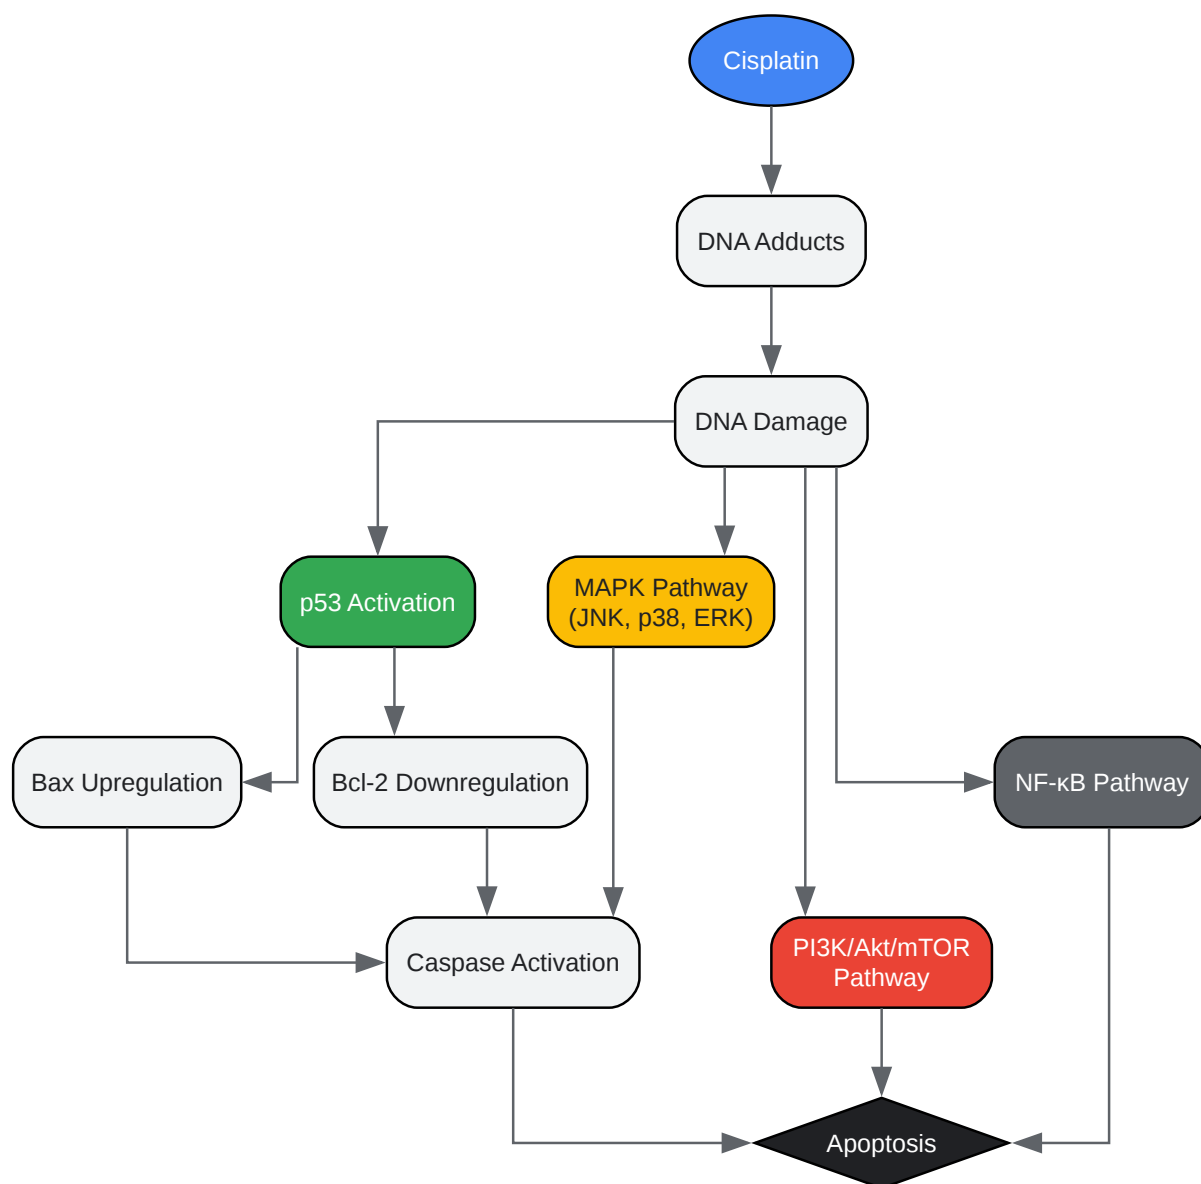 Cisplatin
DNA Adducts
DNA Damage
p53 Activation
MAPK Pathway
(JNK, p38, ERK)
Bax Upregulation
Bcl-2 Downregulation
NF-κB Pathway
Caspase Activation
PI3K/Akt/mTOR
Pathway
Apoptosis